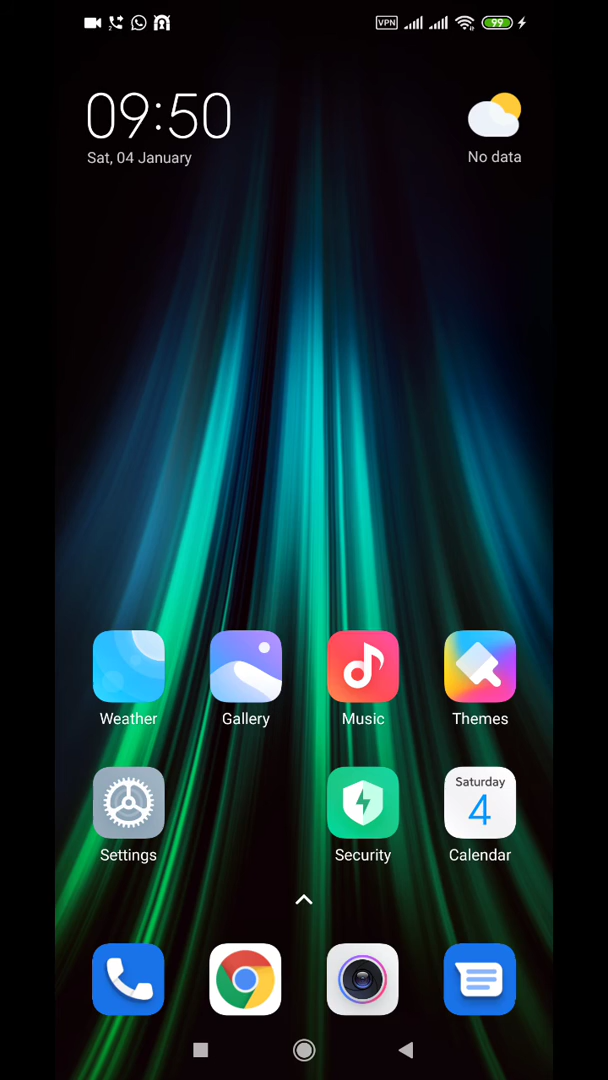 VPN 99
09:50
Sat, 04 January
No data
Weather Gallery Music Themes
Saturday
4
Settings Security Calendar